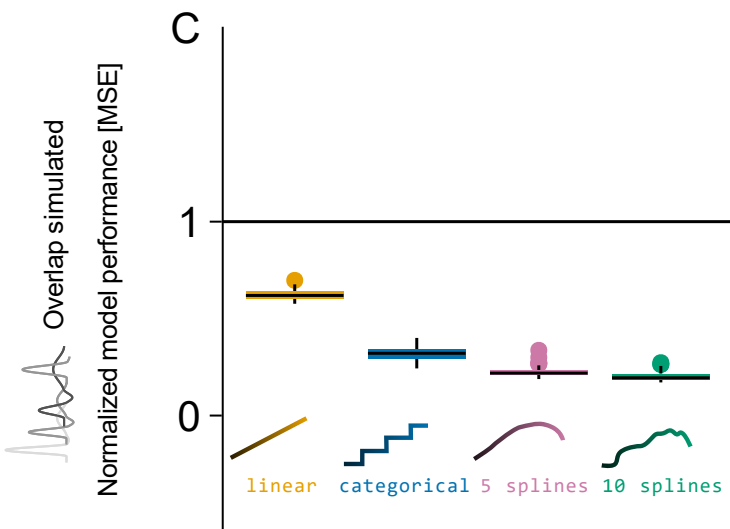 C
Overlap simulated
Normalized model performance [MSE]
1
0
linear categorical 5 splines 10 splines